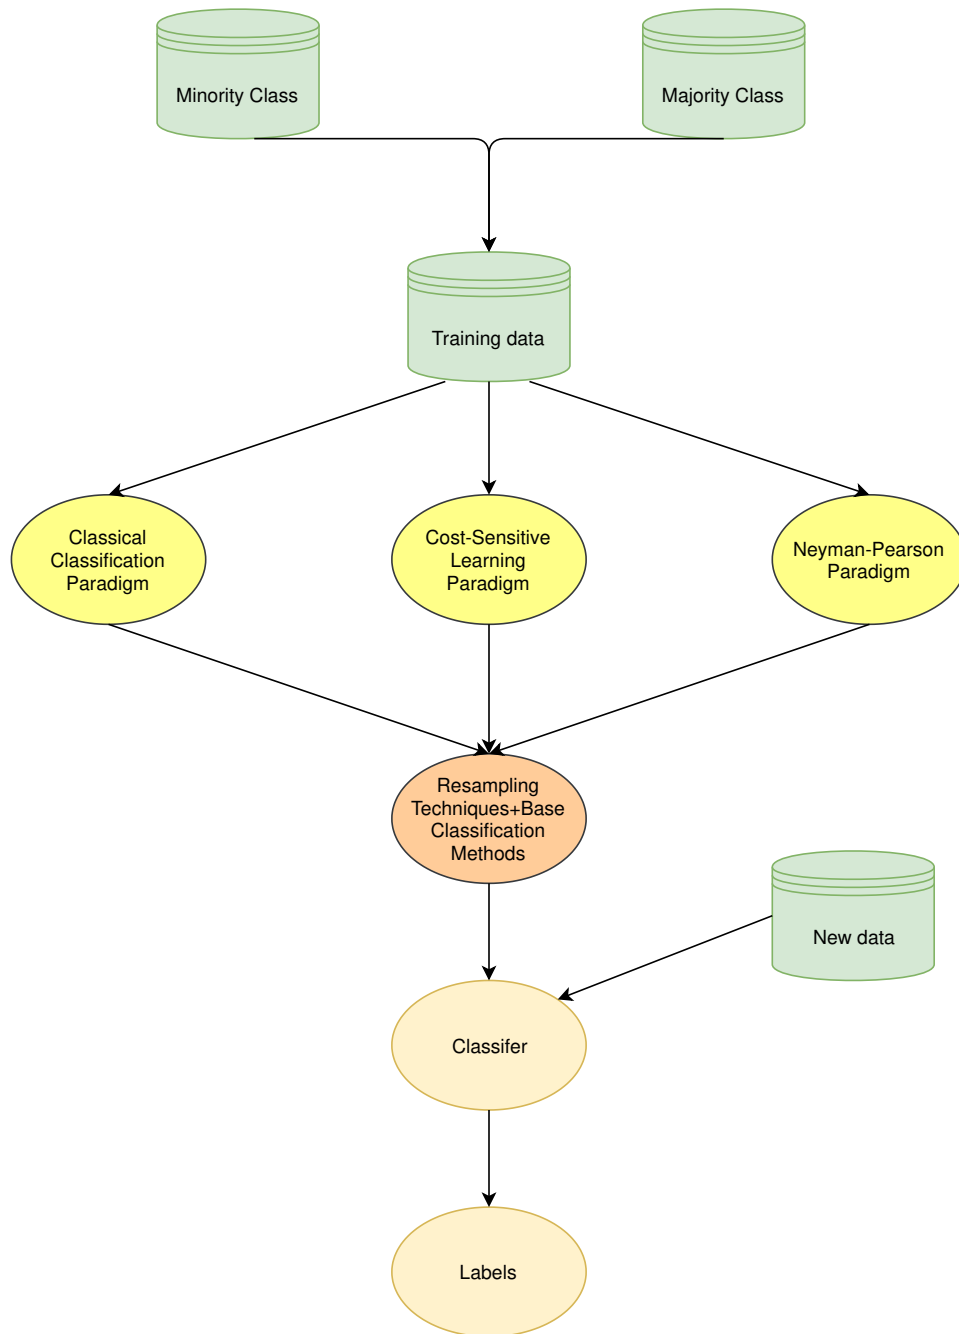 Minority Class
Majority Class
Training data
Classical
Classification
Paradigm
Cost-Sensitive
Learning
Paradigm
Neyman-Pearson
Paradigm
Resampling
Techniques+Base
Classification
Methods
New data
Classifer
Labels